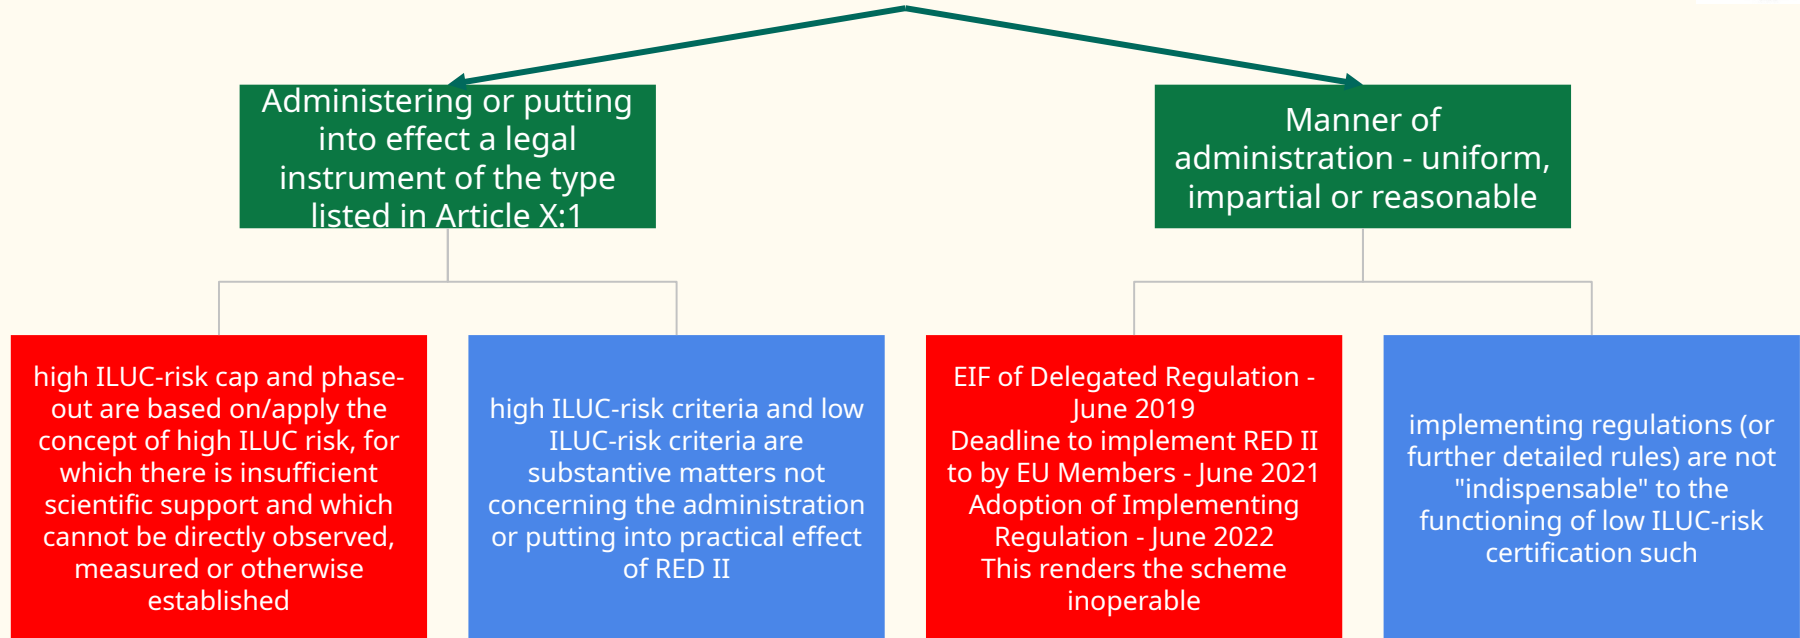 Administering or putting
into effect a legal
instrument of the type
listed in Article X:1
Manner of
administration - uniform,
impartial or reasonable
high ILUC-risk cap and phase-
out are based on/apply the
concept of high ILUC risk, for
which there is insufficient
scientific support and which
cannot be directly observed,
measured or otherwise
established
high ILUC-risk criteria and low
ILUC-risk criteria are
substantive matters not
concerning the administration
or putting into practical effect
of RED II
EIF of Delegated Regulation -
June 2019
Deadline to implement RED II
to by EU Members - June 2021
Adoption of Implementing
Regulation - June 2022
This renders the scheme
inoperable
implementing regulations (or
further detailed rules) are not
"indispensable" to the
functioning of low ILUC-risk
certification such